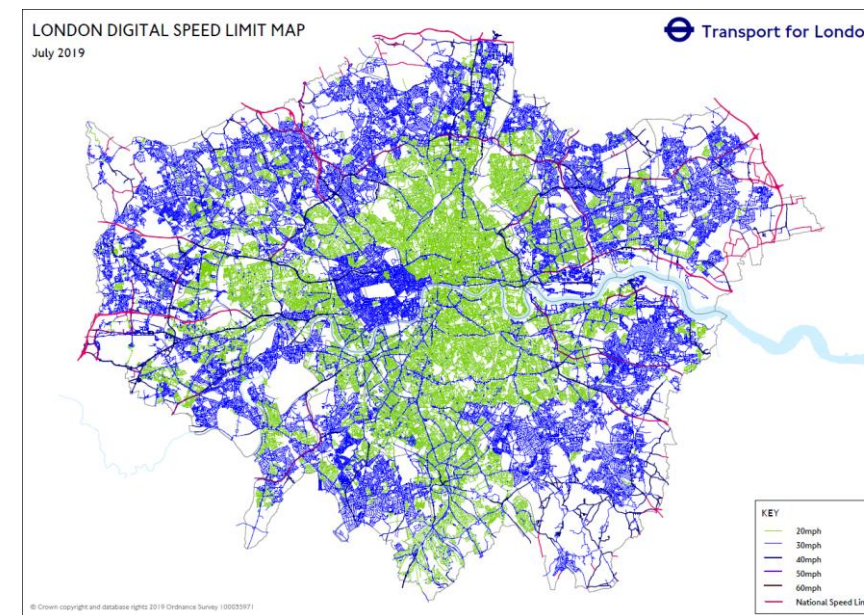 LONDON DIGITAL SPEED LIMIT MAP
July 2019
Transport for Londo
KEY
20mph
30mph
40mph
50mph
60mph
National Speed Lin
© Crown copyright and database rights 2019 Ordnance Survey 100035971